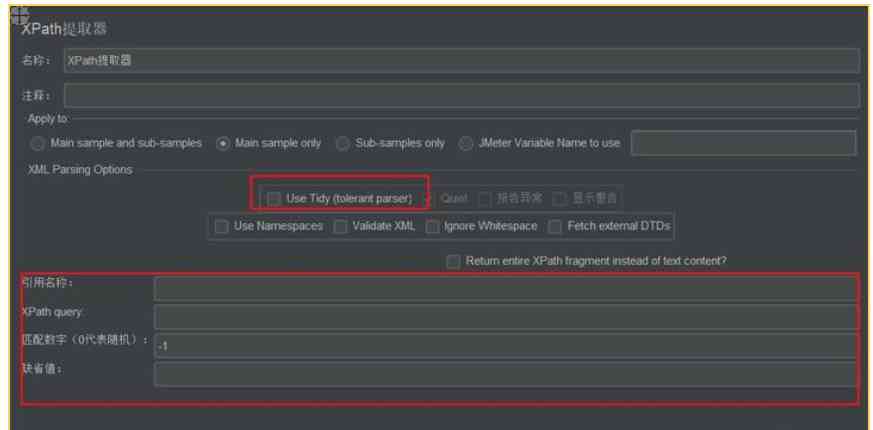 XPath提取器
名称： XPath提取器
注释：
Apply to:
Main sample and sub-samples Main sample only Sub-samples only JMeter Variable Name to use
XML Parsing Options
Use Tidy (tolerant parser) Quiet 报告异常 显示警告
Use Namespaces Validate XML Ignore Whitespace Fetch external DTDs
Return entire XPath fragment instead of text content?
引用名称：
XPath query:
匹配数字（0代表随机）： -1
缺省值：